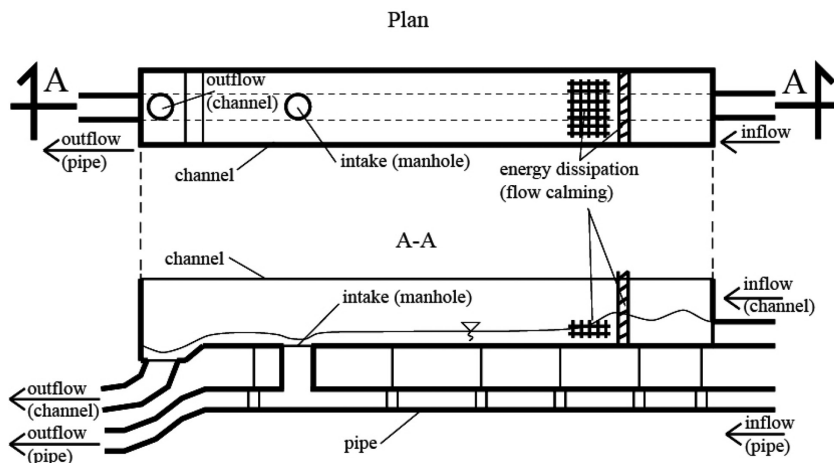 Plan
A
A
outflow
(channel)
outflow
(pipe)
channel
intake (manhole)
energy dissipation
(flow calming)
inflow
A-A
channel
intake (manhole)
inflow
(channel)
outflow
(channel)
outflow
(pipe)
pipe
inflow
(pipe)